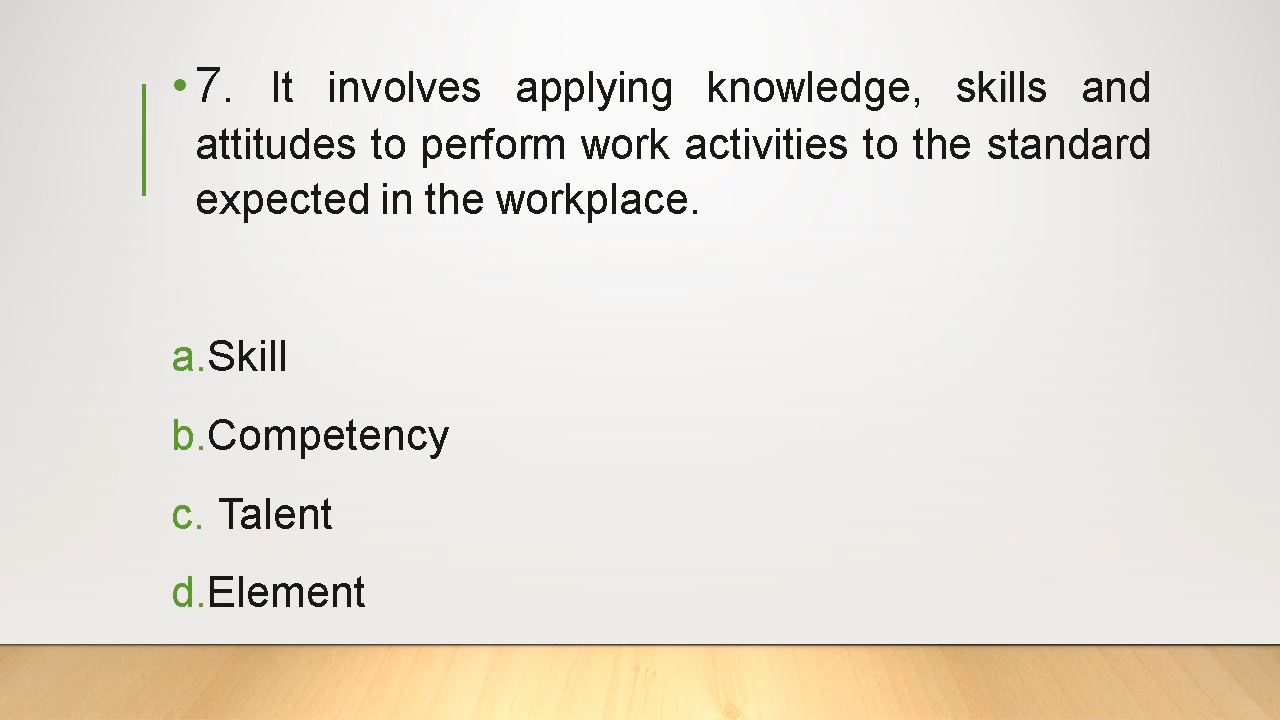 •7. It involves applying knowledge, skills and
attitudes to perform work activities to the standard
expected in the workplace.
a.Skill
b.Competency
c. Talent
d.Element